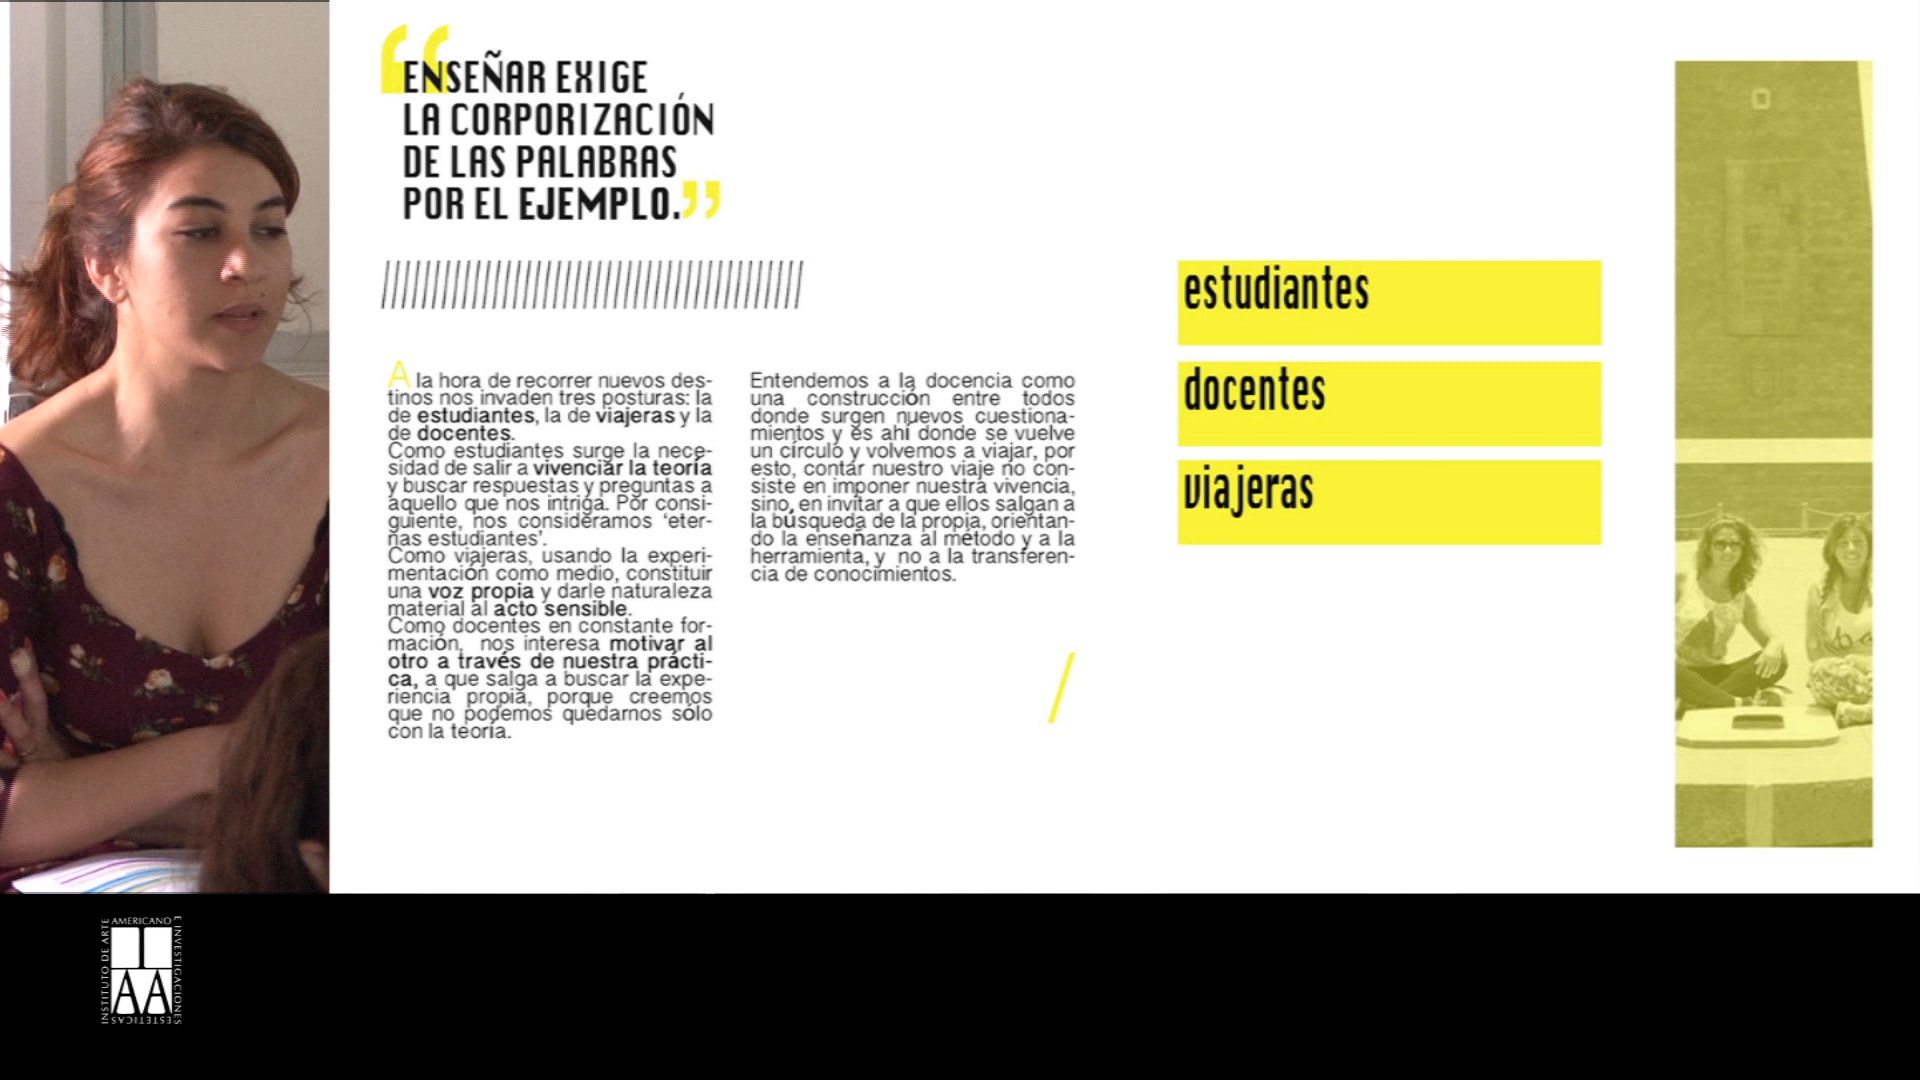 ENSEÑAR EXIGE
LA CORPORIZACIÓN
DE LAS PALABRAS
POR EL EJEMPLO.
A la hora de recorrer nuevos des-
tinos nos invaden tres posturas: la
de estudiantes, la de viajeras y la
de docentes.
Como estudiantes surge la nece-
sidad de salir a vivenciar la teoría
y buscar respuestas y preguntas a
aquello que nos intriga. Por consi-
guiente, nos consideramos ‘eter-
nas estudiantes’.
Como viajeras, usando la experi-
mentación como medio, constituir
una voz propia y darle naturaleza
material al acto sensible.
Como docentes en constante for-
mación, nos interesa motivar al
otro a través de nuestra prácti-
ca, a que salga a buscar la expe-
riencia propia, porque creemos
que no podemos quedarnos sólo
con la teoría.
Entendemos a la docencia como
una construcción entre todos
donde surgen nuevos cuestiona-
mientos y es ahí donde se vuelve
un círculo y volvemos a viajar, por
esto, contar nuestro viaje no con-
siste en imponer nuestra vivencia,
sino, en invitar a que ellos salgan a
la búsqueda de la propia, orientan-
do la enseñanza al método y a la
herramienta, y no a la transferen-
cia de conocimientos.
/
estudiantes
docentes
viajeras
INSTITUTO DE ARTE
AMERICANO
E INVESTIGACIONES
ESTETICAS
AA